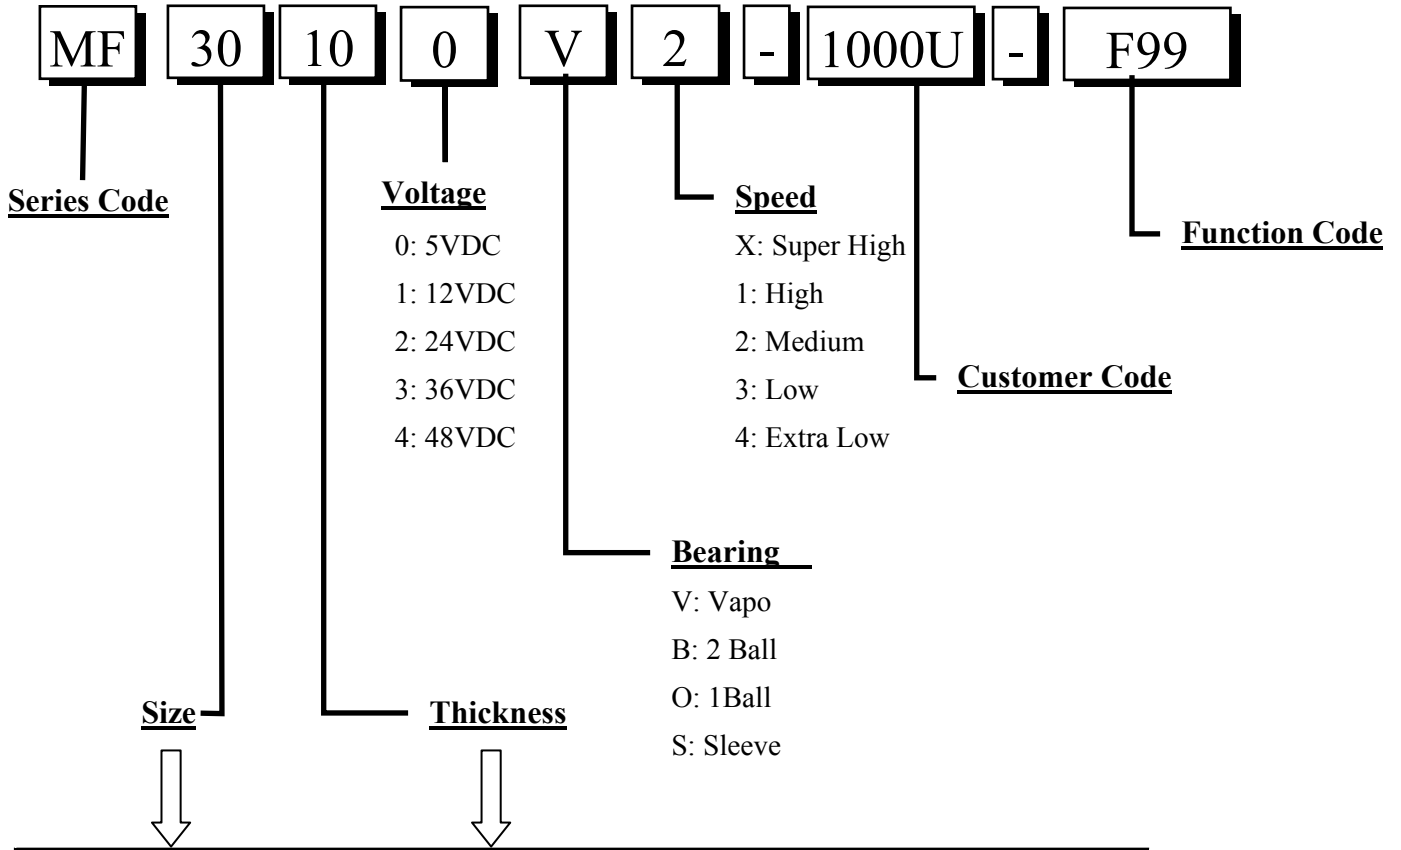 MF 30 10 0 V 2 - 1000U - F99
Series Code
Voltage
0: 5VDC
1: 12VDC
2: 24VDC
3: 36VDC
4: 48VDC
Speed
X: Super High
1: High
2: Medium
3: Low
4: Extra Low
Function Code
Customer Code
Bearing
V: Vapo
B: 2 Ball
O: 1Ball
S: Sleeve
Size
Thickness